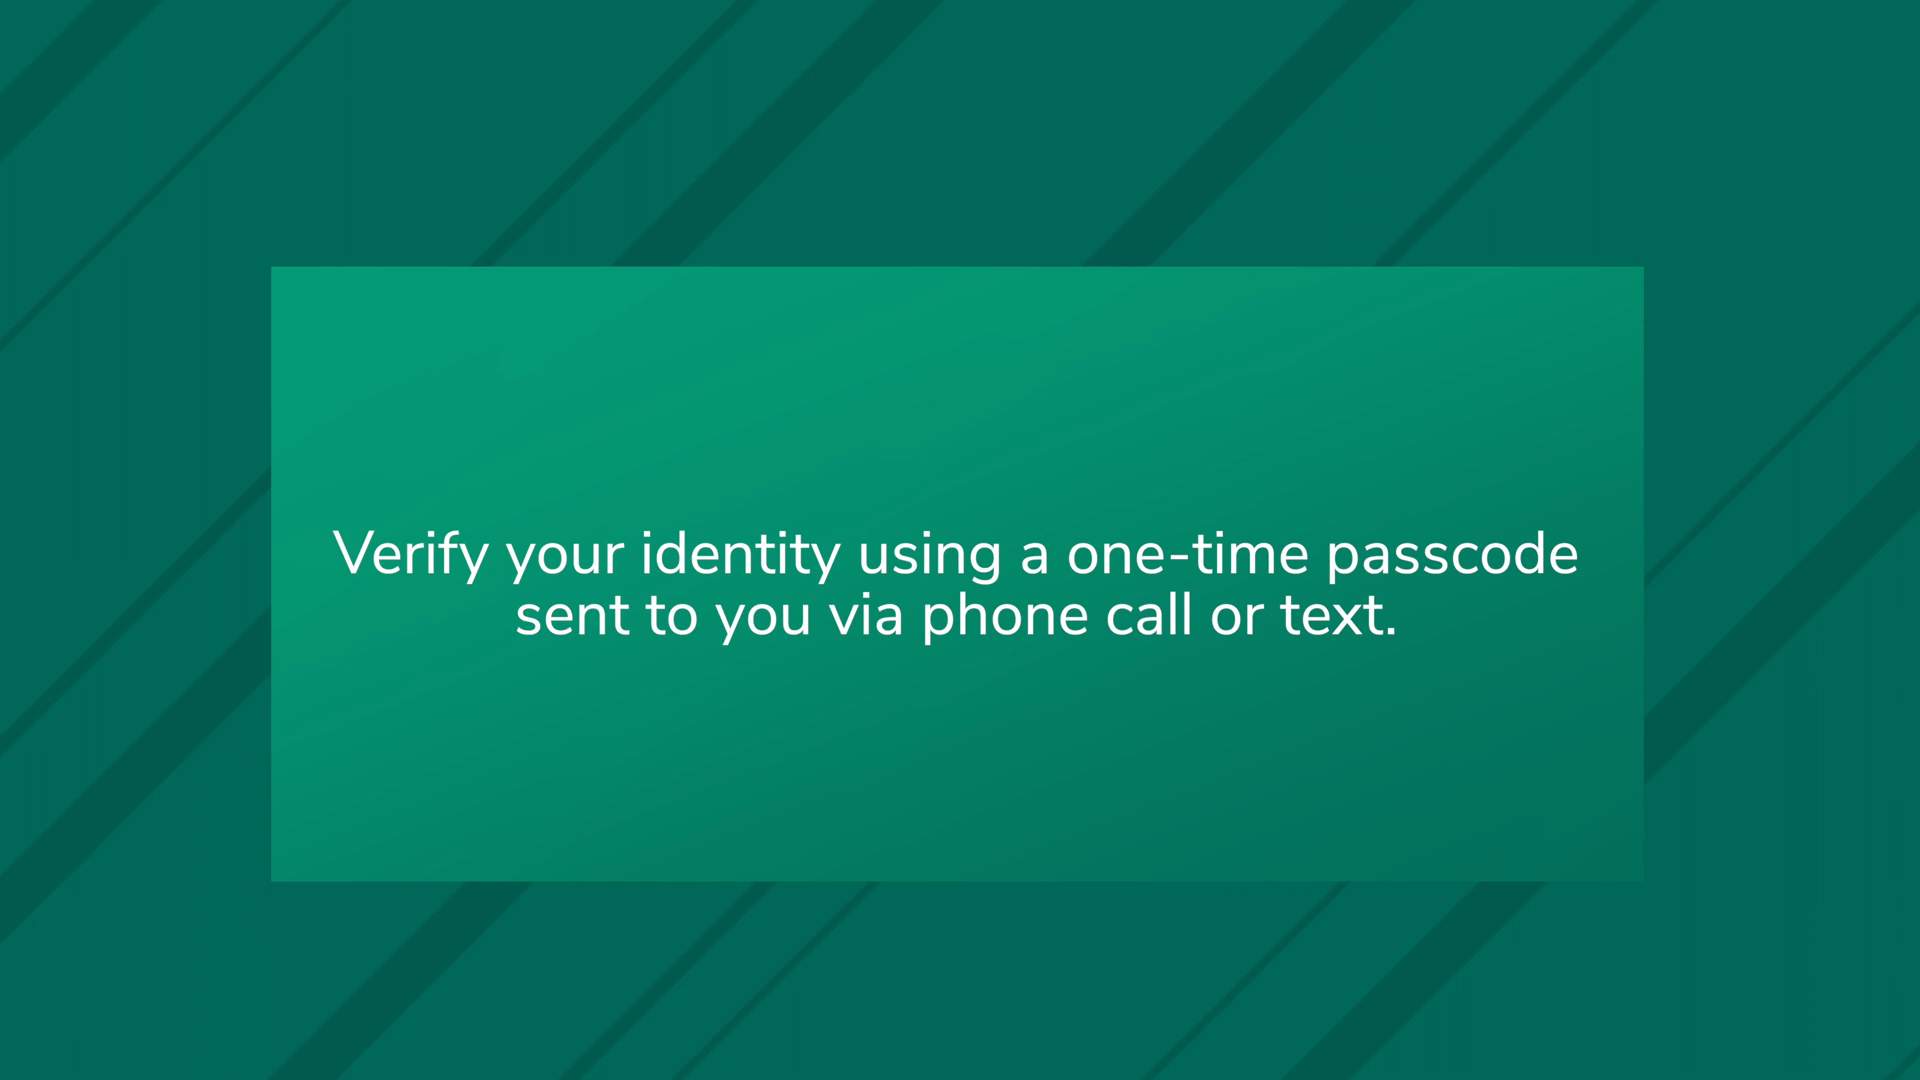 Verify your identity using a one-time passcode
sent to you via phone call or text.